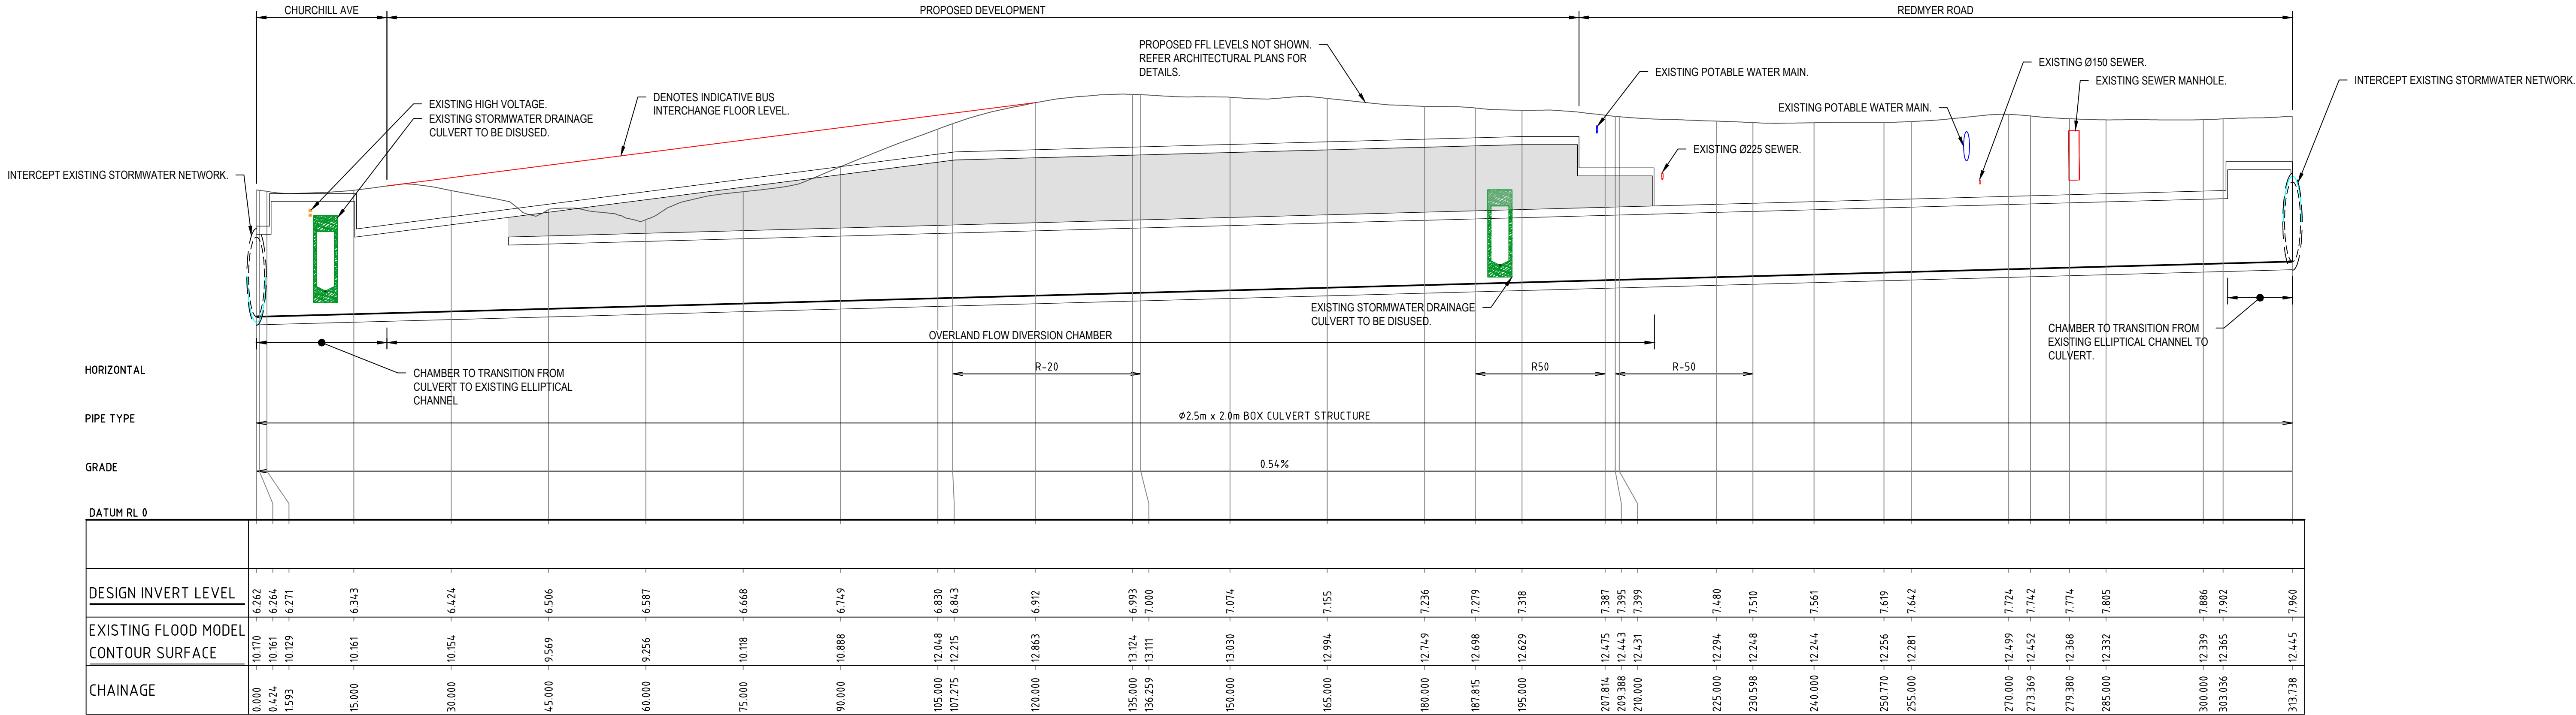 CHURCHILL AVE
PROPOSED DEVELOPMENT
REDMYER ROAD
PROPOSED FFL LEVELS NOT SHOWN.
REFER ARCHITECTURAL PLANS FOR
DETAILS.
EXISTING POTABLE WATER MAIN.
EXISTING Ø150 SEWER.
EXISTING SEWER MANHOLE.
INTERCEPT EXISTING STORMWATER NETWORK.
EXISTING HIGH VOLTAGE.
EXISTING STORMWATER DRAINAGE
CULVERT TO BE DISUSED.
DENOTES INDICATIVE BUS
INTERCHANGE FLOOR LEVEL.
EXISTING POTABLE WATER MAIN.
EXISTING Ø225 SEWER.
INTERCEPT EXISTING STORMWATER NETWORK.
EXISTING STORMWATER DRAINAGE
CULVERT TO BE DISUSED.
OVERLAND FLOW DIVERSION CHAMBER
CHAMBER TO TRANSITION FROM
EXISTING ELLIPTICAL CHANNEL TO
CULVERT.
CHAMBER TO TRANSITION FROM
CULVERT TO EXISTING ELLIPTICAL
CHANNEL
HORIZONTAL
R-20
R50
R-50
PIPE TYPE
Ø2.5m x 2.0m BOX CULVERT STRUCTURE
GRADE
0.54%
DATUM RL 0
DESIGN INVERT LEVEL
6.262 6.264 6.271 6.343 6.424 6.506 6.587 6.668 6.749 6.830 6.843 6.912 6.993 7.000 7.074 7.155 7.236 7.279 7.318 7.387 7.395 7.399 7.480 7.510 7.561 7.619 7.642 7.724 7.742 7.774 7.805 7.886 7.902 7.960
EXISTING FLOOD MODEL
CONTOUR SURFACE
10.170 10.161 10.129 10.161 10.154 9.569 9.256 10.118 10.888 12.048 12.215 12.863 13.124 13.111 13.030 12.994 12.749 12.698 12.629 12.475 12.443 12.431 12.294 12.248 12.244 12.256 12.281 12.499 12.452 12.368 12.332 12.339 12.365 12.445
CHAINAGE
0.000 0.424 1.593 15.000 30.000 45.000 60.000 75.000 90.000 105.000 107.275 120.000 135.000 136.259 150.000 165.000 180.000 187.815 195.000 207.814 209.388 210.000 225.000 230.598 240.000 250.770 255.000 270.000 273.369 279.380 285.000 300.000 303.036 313.738